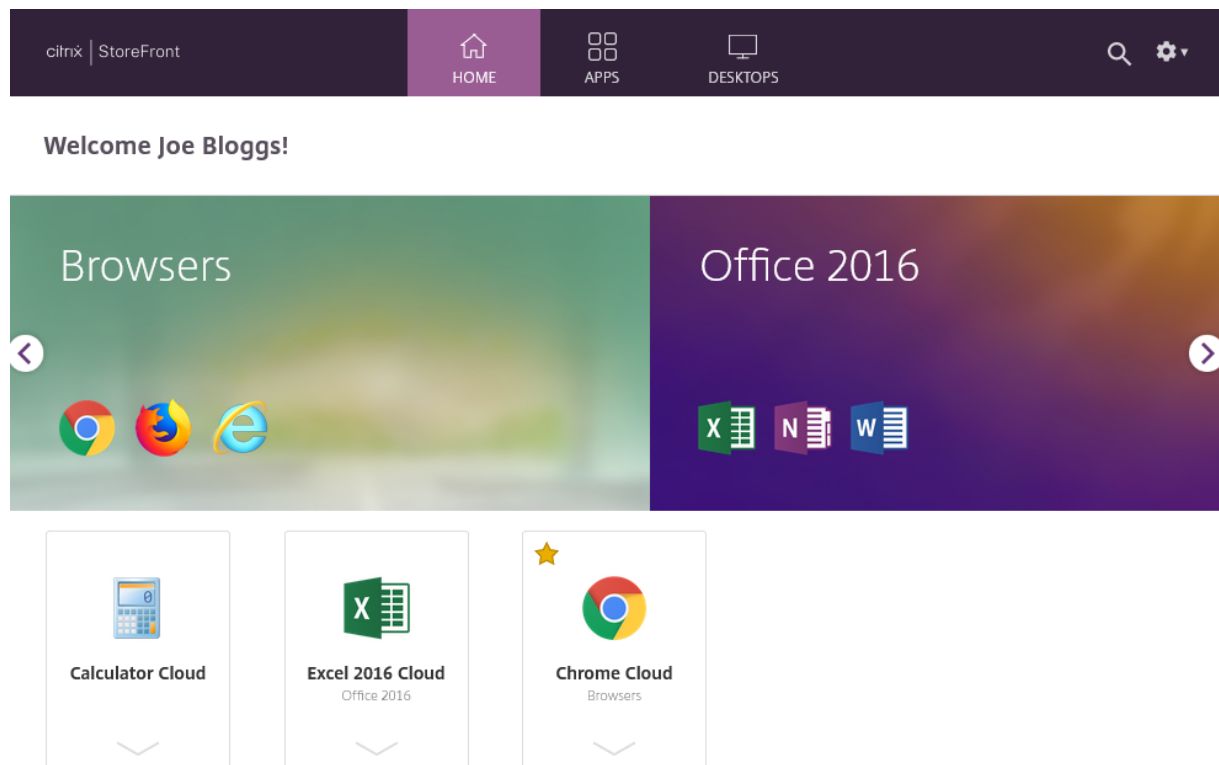 citrix | StoreFront
HOME
APPS
DESKTOPS
Welcome Joe Bloggs!
Browsers
Office 2016
X
N
W
0
X
Calculator Cloud
Excel 2016 Cloud
Office 2016
Chrome Cloud
Browsers